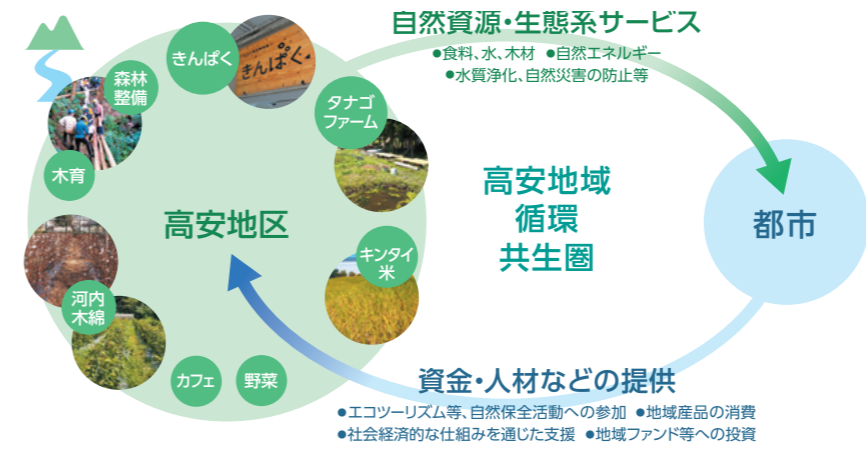 自然資源・生態系サービス
●食料、水、木材 ●自然エネルギー
●水質浄化、自然災害の防止等
きんぱく
きんぱく
森林
整備
タナゴ
ファーム
木育
高安地区
キンタイ
米
河内
木綿
カフェ
野菜
高安地域
循環
共生圏
都市
資金・人材などの提供
●エコツーリズム等、自然保全活動への参加 ●地域産品の消費
●社会経済的な仕組みを通じた支援 ●地域ファンド等への投資